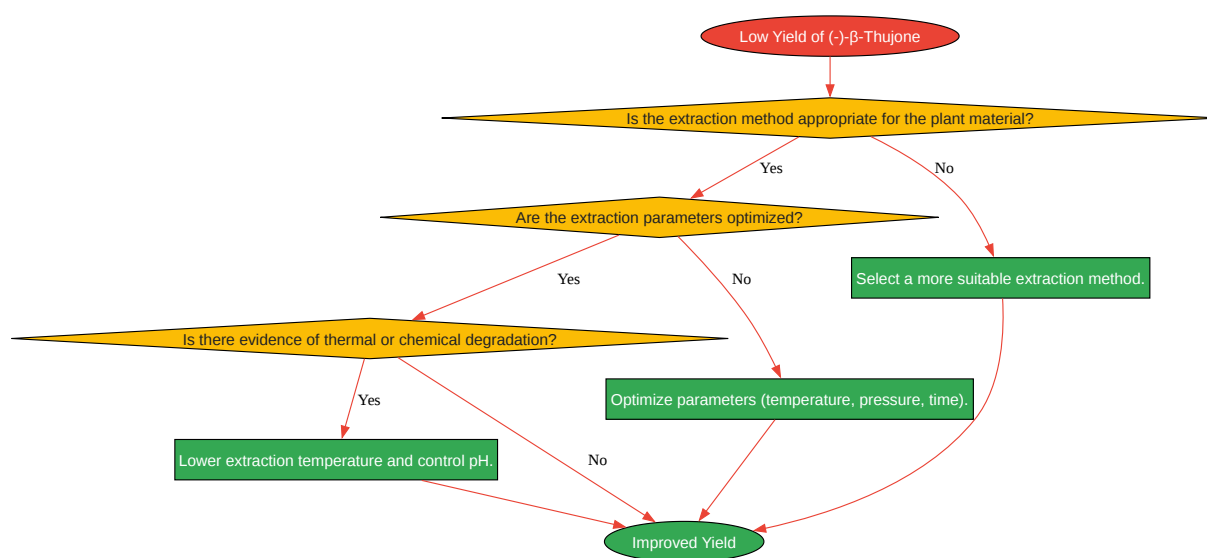 Low Yield of (-)-β-Thujone
Is the extraction method appropriate for the plant material?
Yes
No
Are the extraction parameters optimized?
Yes
No
Select a more suitable extraction method.
Is there evidence of thermal or chemical degradation?
Yes
Optimize parameters (temperature, pressure, time).
Lower extraction temperature and control pH.
No
Improved Yield